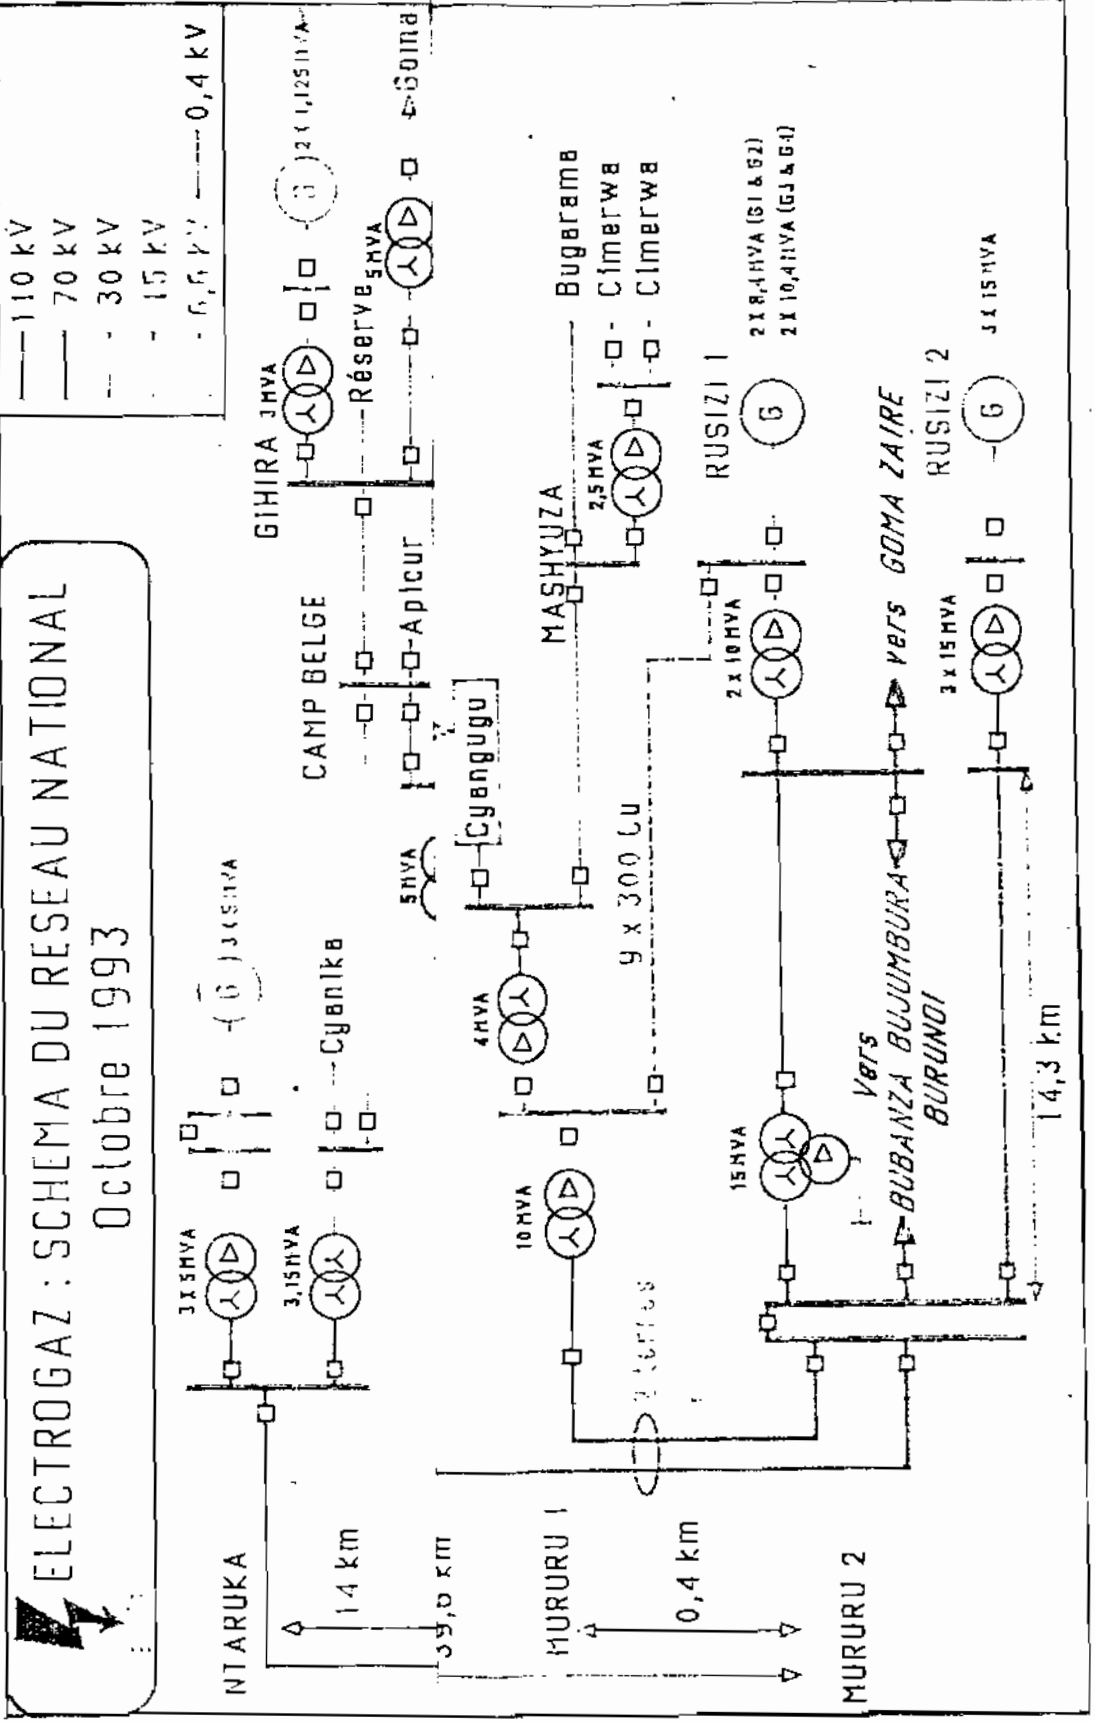 ELECTROGAZ : SCHEMA DU RESEAU NATIONAL
Octobre 1993
110 kV
70 kV
30 kV
15 kV
0,4 kV
NTARUKA
3 X 5 MVA
G
3,15 MVA
Cyanika
14 km
CAMP BELGE
Apicur
GIHIRA
3 MVA
G
Réserve
5 MVA
Goma
5 MVA
MURURU 1
0,4 km
10 MVA
4 MVA
Cyangugu
9 x 300 Cu
MASHYUZA
Bugarama
2,5 MVA
Cimerwa
Cimerwa
MURURU 2
15 MVA
Vers
BUBANZA BUJUMBURA
BURUNDI
14,3 km
RUSIZI 1
2 x 10 MVA
G
2 X 8,4 MVA (G1 & G2)
2 X 10,4 MVA (G3 & G4)
vers GOMA ZAIRE
RUSIZI 2
3 x 15 MVA
G
3 X 15 MVA